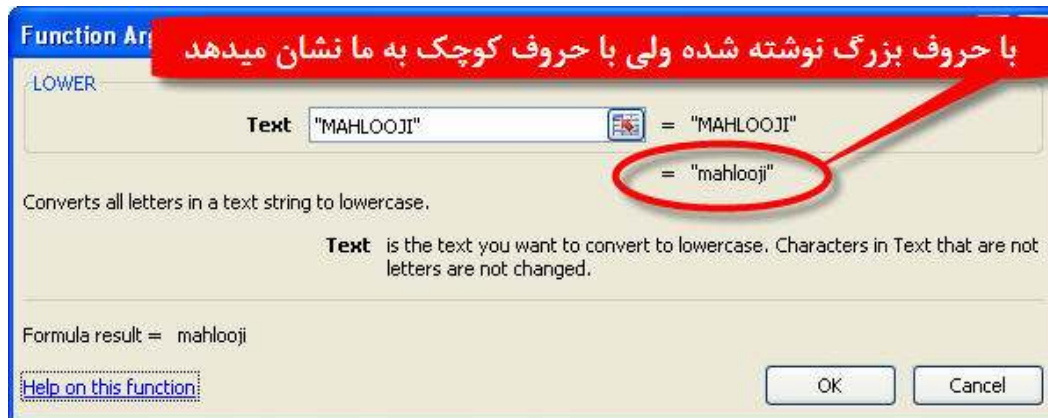 Function Ar
با حروف بزرگ نوشته شده ولی با حروف کوچک به ما نشان میدهد
LOWER
Text "MAHLOOJI" = "MAHLOOJI"
= "mahlooji"
Converts all letters in a text string to lowercase.
Text is the text you want to convert to lowercase. Characters in Text that are not
letters are not changed.
Formula result = mahlooji
Help on this function
OK Cancel